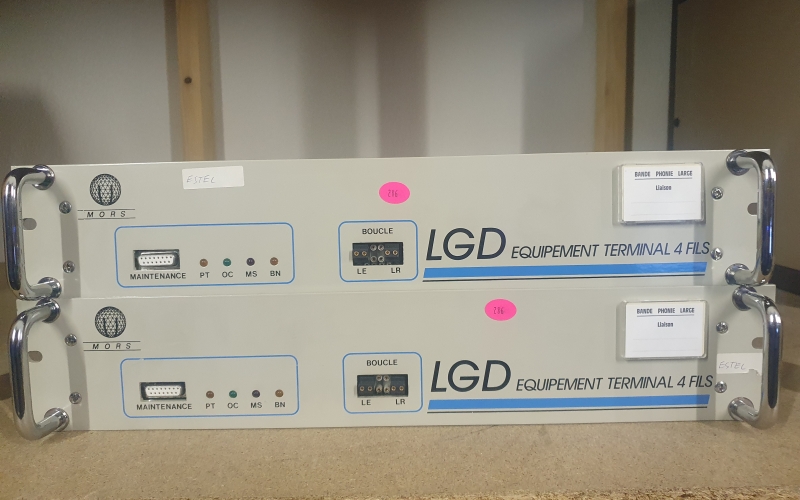 MORS
ESTEL
286
BANDE PHONIE LARGE
Liaison
BOUCLE
LE LR
MAINTENANCE PT OC MS BN
LGD EQUIPEMENT TERMINAL 4 FILS
MORS
286
BANDE PHONIE LARGE
Liaison
ESTEL
BOUCLE
LE LR
MAINTENANCE PT OC MS BN
LGD EQUIPEMENT TERMINAL 4 FILS